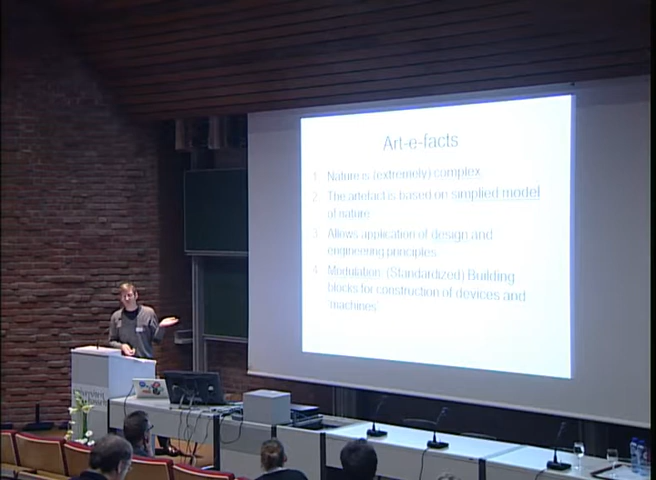 Art-e-facts
1. Nature is (extremely) complex
2. The artefact is based on simplied model
of nature
3. Allows application of design and
engineering principles
4. Modulation: (Standardized) Building
blocks for construction of devices and
machines